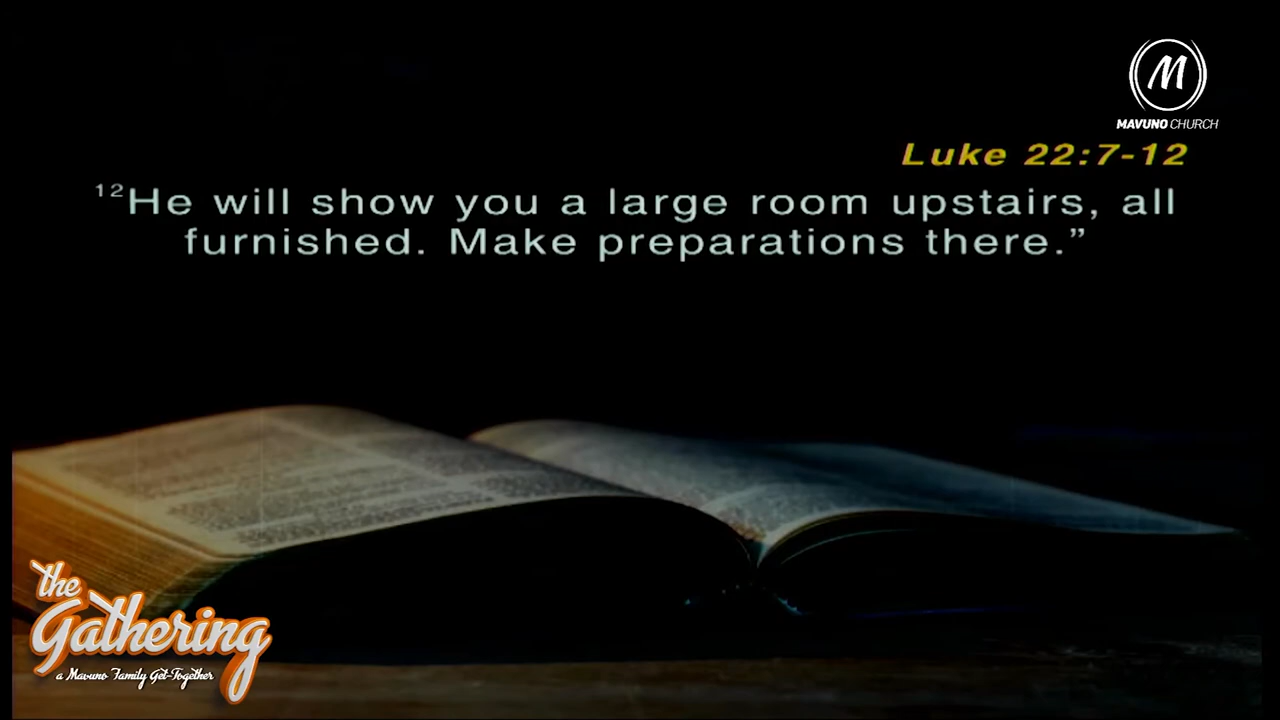 M
MAVUNO CHURCH
Luke 22:7-12
¹²He will show you a large room upstairs, all
furnished. Make preparations there.”
the
Gathering
a Mavuno Family Get-Together